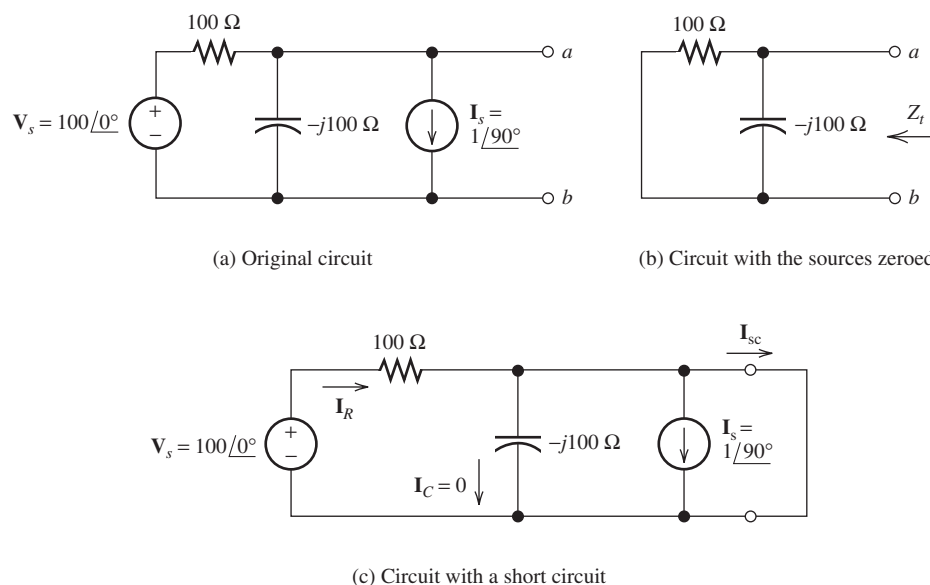 100 Ω
a
V_s = 100∠0°
+
−
−j100 Ω
I_s =
1∠90°
b
(a) Original circuit
100 Ω
a
−j100 Ω
Z_t
b
(b) Circuit with the sources zeroed
100 Ω
I_sc
I_R
V_s = 100∠0°
+
−
−j100 Ω
I_s =
1∠90°
I_C = 0
(c) Circuit with a short circuit